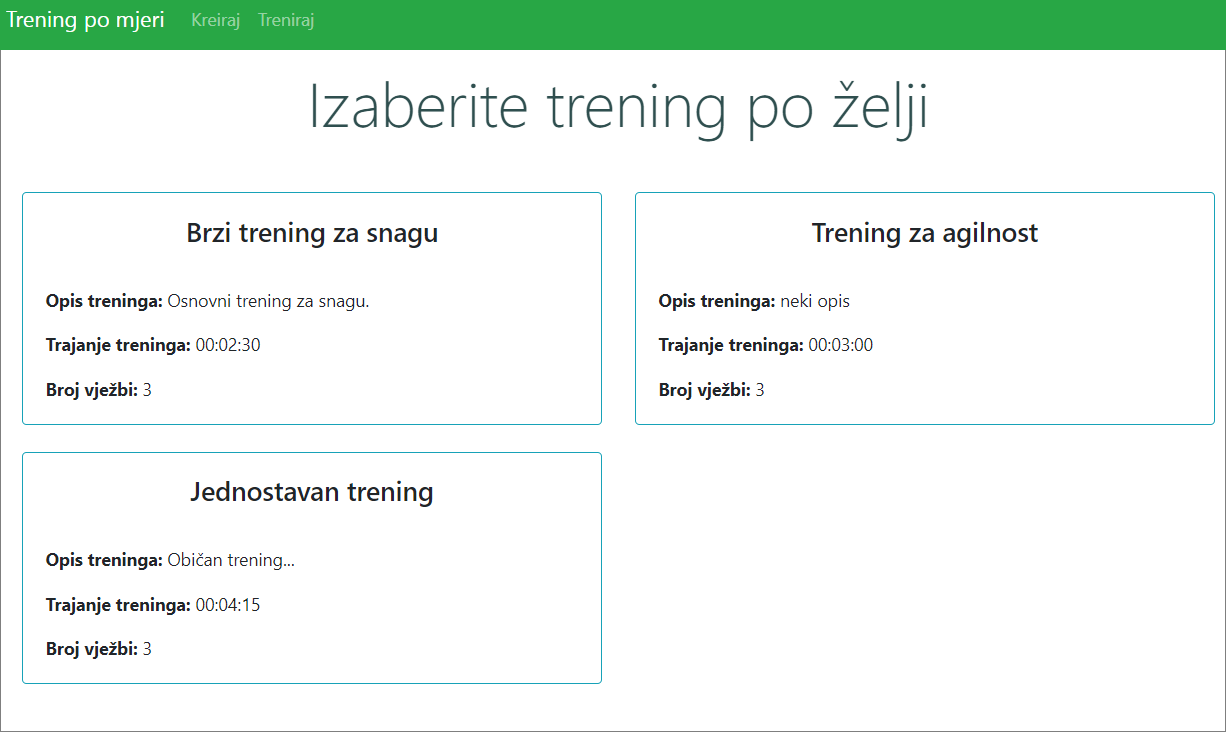 Trening po mjeri Kreiraj Treniraj
Izaberite trening po želji
Brzi trening za snagu
Opis treninga: Osnovni trening za snagu.
Trajanje treninga: 00:02:30
Broj vježbi: 3
Trening za agilnost
Opis treninga: neki opis
Trajanje treninga: 00:03:00
Broj vježbi: 3
Jednostavan trening
Opis treninga: Običan trening...
Trajanje treninga: 00:04:15
Broj vježbi: 3